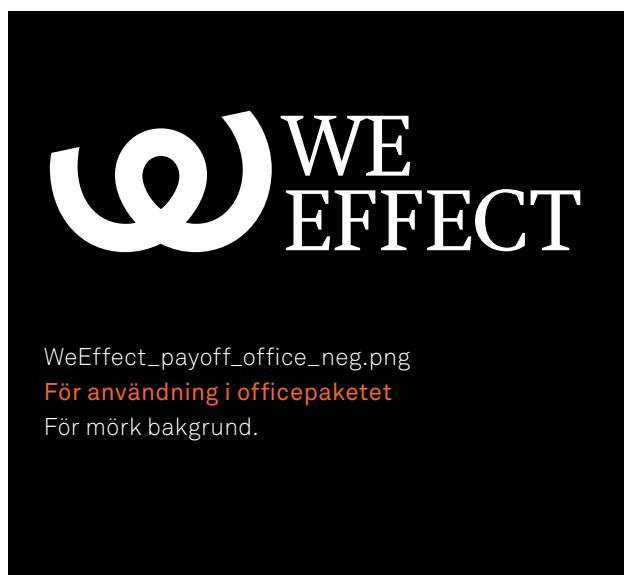 WE
EFFECT
WeEffect_payoff_office_neg.png
För användning i officepaketet
För mörk bakgrund.